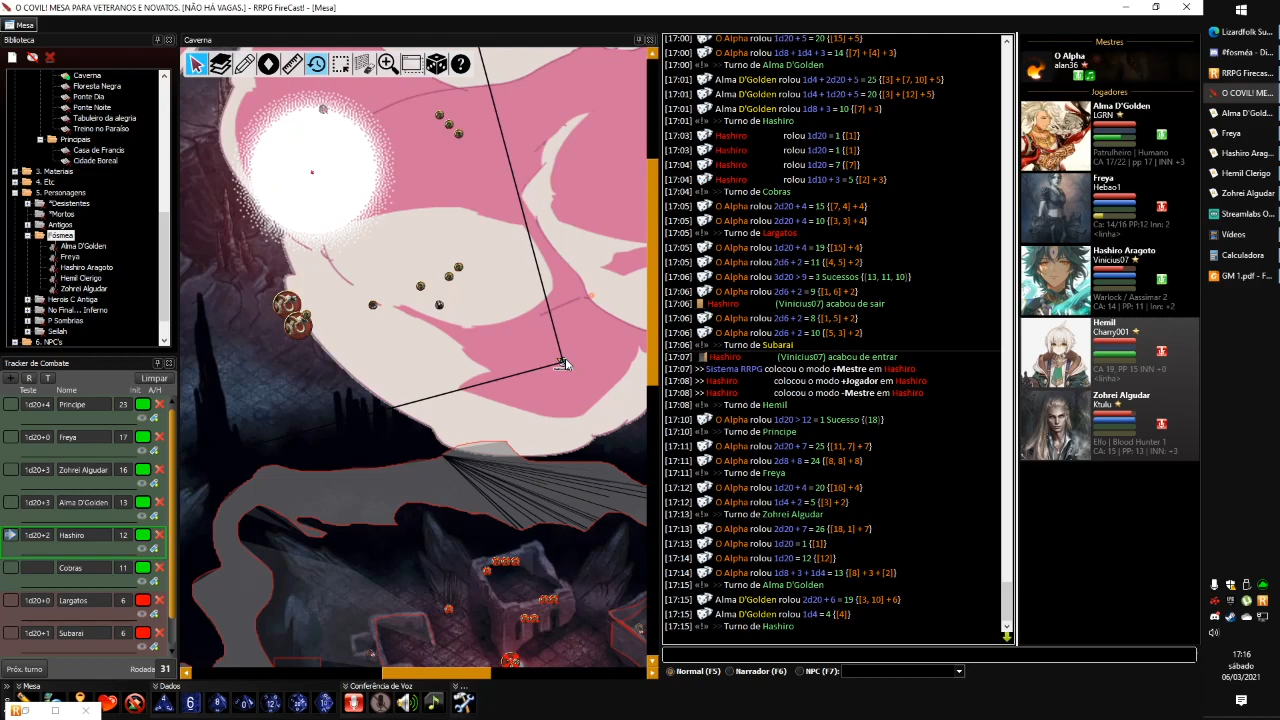 O COVIL! MESA PARA VETERANOS E NOVATOS. [NÃO HÁ VAGAS.] - RRPG FireCast! - [Mesa]
Mesa
Biblioteca
Caverna
Floresta Negra
Ponte Dia
Ponte Noite
Tabuleiro da alegria
Treino no Paraíso
Principais
Casa de Francis
Cidade Boreal
3. Materais
4. Etc
5. Personagens
*Desistentes
*Mortos
Antigos
Fósmea
Alma D'Golden
Freya
Hashiro Aragoto
Hemil Clerigo
Zohrei Algudar
Herois C Antiga
No Final... Inferno
P Sombrias
Seilah
6. NPC's
Tracker de Combate
R T Limpar
Tipo Nome Init. A/H
1d20+4 Principe 23
1d20+0 Freya 17
1d20+3 Zohrei Algudar 16
1d20+3 Alma D'Golden 13
1d20+2 Hashiro 12
Cobras 11
1d20+0 Largatos 6
1d20+1 Subarai 6
Próx. turno Rodada 31
Caverna
[17:00] O Alpha rolou 1d20 + 5 = 20 {[15] + 5}
[17:00] O Alpha rolou 1d8 + 1d4 + 3 = 14 {[7] + [4] + 3}
[17:00] «!» >> Turno de Alma D'Golden
[17:01] Alma D'Golden rolou 1d4 + 2d20 + 5 = 25 {[3] + [7, 10] + 5}
[17:01] Alma D'Golden rolou 1d4 + 1d20 + 5 = 20 {[3] + [12] + 5}
[17:01] Alma D'Golden rolou 1d8 + 3 = 10 {[7] + 3}
[17:01] «!» >> Turno de Hashiro
[17:03] Hashiro rolou 1d20 = 1 {[1]}
[17:03] Hashiro rolou 1d20 = 1 {[1]}
[17:04] Hashiro rolou 1d20 = 7 {[7]}
[17:04] Hashiro rolou 1d10 + 3 = 5 {[2] + 3}
[17:04] «!» >> Turno de Cobras
[17:05] O Alpha rolou 2d20 + 4 = 15 {[7, 4] + 4}
[17:05] O Alpha rolou 2d20 + 4 = 10 {[3, 3] + 4}
[17:05] «!» >> Turno de Largatos
[17:05] O Alpha rolou 1d20 + 4 = 19 {[15] + 4}
[17:05] O Alpha rolou 2d6 + 2 = 11 {[4, 5] + 2}
[17:06] O Alpha rolou 3d20 > 9 = 3 Sucessos {(13, 11, 10)}
[17:06] O Alpha rolou 2d6 + 2 = 9 {[1, 6] + 2}
[17:06] Hashiro (Vinicius07) acabou de sair
[17:06] O Alpha rolou 2d6 + 2 = 8 {[1, 5] + 2}
[17:06] O Alpha rolou 2d6 + 2 = 10 {[5, 3] + 2}
[17:06] «!» >> Turno de Subarai
[17:07] Hashiro (Vinicius07) acabou de entrar
[17:07] >> Sistema RRPG colocou o modo +Mestre em Hashiro
[17:08] >> Hashiro colocou o modo +Jogador em Hashiro
[17:08] >> Hashiro colocou o modo -Mestre em Hashiro
[17:08] «!» >> Turno de Hemil
[17:10] O Alpha rolou 1d20 > 12 = 1 Sucesso {(18)}
[17:10] «!» >> Turno de Principe
[17:11] O Alpha rolou 2d20 + 7 = 25 {[11, 7] + 7}
[17:11] O Alpha rolou 2d8 + 8 = 24 {[8, 8] + 8}
[17:11] «!» >> Turno de Freya
[17:12] O Alpha rolou 1d20 + 4 = 20 {[16] + 4}
[17:12] O Alpha rolou 1d4 + 2 = 5 {[3] + 2}
[17:13] «!» >> Turno de Zohrei Algudar
[17:13] O Alpha rolou 2d20 + 7 = 26 {[18, 1] + 7}
[17:13] O Alpha rolou 1d20 = 1 {[1]}
[17:14] O Alpha rolou 1d20 = 12 {[12]}
[17:14] O Alpha rolou 1d8 + 3 + 1d4 = 13 {[8] + 3 + [2]}
[17:15] «!» >> Turno de Alma D'Golden
[17:15] Alma D'Golden rolou 2d20 + 6 = 19 {[3, 10] + 6}
[17:15] Alma D'Golden rolou 1d4 = 4 {[4]}
[17:15] «!» >> Turno de Hashiro
Normal (F5) Narrador (F6) NPC (F7):
Mestres
O Alpha
alan36
Jogadores
Alma D'Golden
LGRN
Patrulheiro | Humano
CA 17/22 | pp 17 | INN +3
Freya
Hebao1
Ca: 14/16 PP:12 Inn: 2
<linha>
Hashiro Aragoto
Vinicius07
Warlock / Aassimar 2
CA: 14 | PP: 11 | Inn: +2
Hemil
Charry001
CA 19, PP 15 INN +0
<linha>
Zohrei Algudar
Ktulu
Elfo | Blood Hunter 1
CA: 15 | PP: 13 | INN: +3
Lizardfolk Su...
#fosméa - Di...
RRPG Firecas...
O COVIL! ME...
Alma D'Gold...
Freya
Hashiro Arag...
Hemil Clerigo
Zohrei Algudar
Streamlabs O...
Vídeos
Calculadora
GM 1.pdf - F...
17:16
sábado
06/03/2021
Mesa Dados Conferência de Voz ...